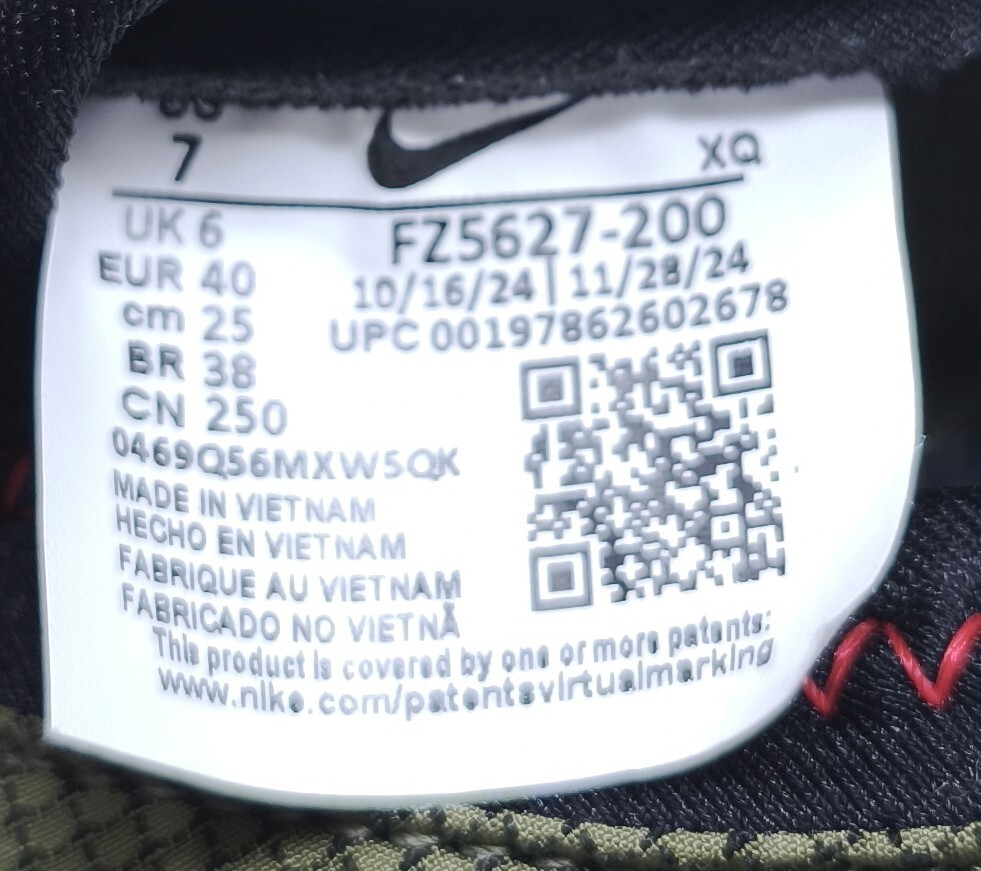 7
XQ
UK 6
FZ5627-200
EUR 40
10/16/24 | 11/28/24
cm 25
UPC 00197862602678
BR 38
CN 250
0469Q56MXW5QK
MADE IN VIETNAM
HECHO EN VIETNAM
FABRIQUE AU VIETNAM
FABRICADO NO VIETNÃ
This product is covered by one or more patents:
www.nike.com/patentsvirtualmarking